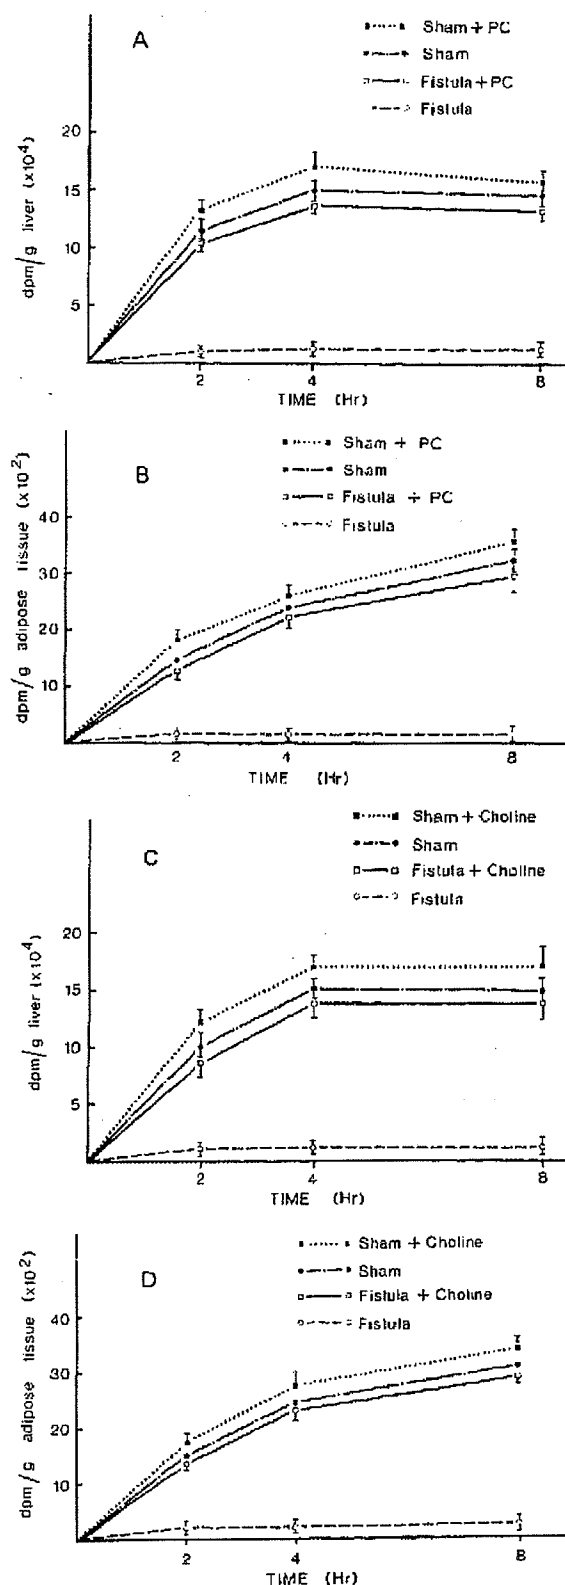 A
Sham + PC
Sham
Fistula + PC
Fistula
dpm/g liver (x10⁴)
20
15
10
5
2 4 8
TIME (Hr)
B
Sham + PC
Sham
Fistula + PC
Fistula
dpm/g adipose tissue (x10²)
40
30
20
10
2 4 8
TIME (Hr)
C
Sham + Choline
Sham
Fistula + Choline
Fistula
dpm/g liver (x10⁴)
20
15
10
5
2 4 8
TIME (Hr)
D
Sham + Choline
Sham
Fistula + Choline
Fistula
dpm/g adipose tissue (x10²)
40
30
20
10
2 4 8
TIME (Hr)